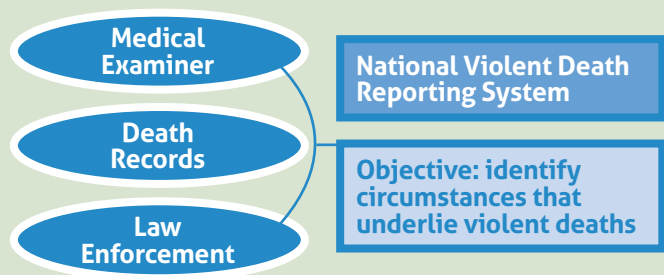 Medical
Examiner
Death
Records
Law
Enforcement
National Violent Death
Reporting System
Objective: identify
circumstances that
underlie violent deaths